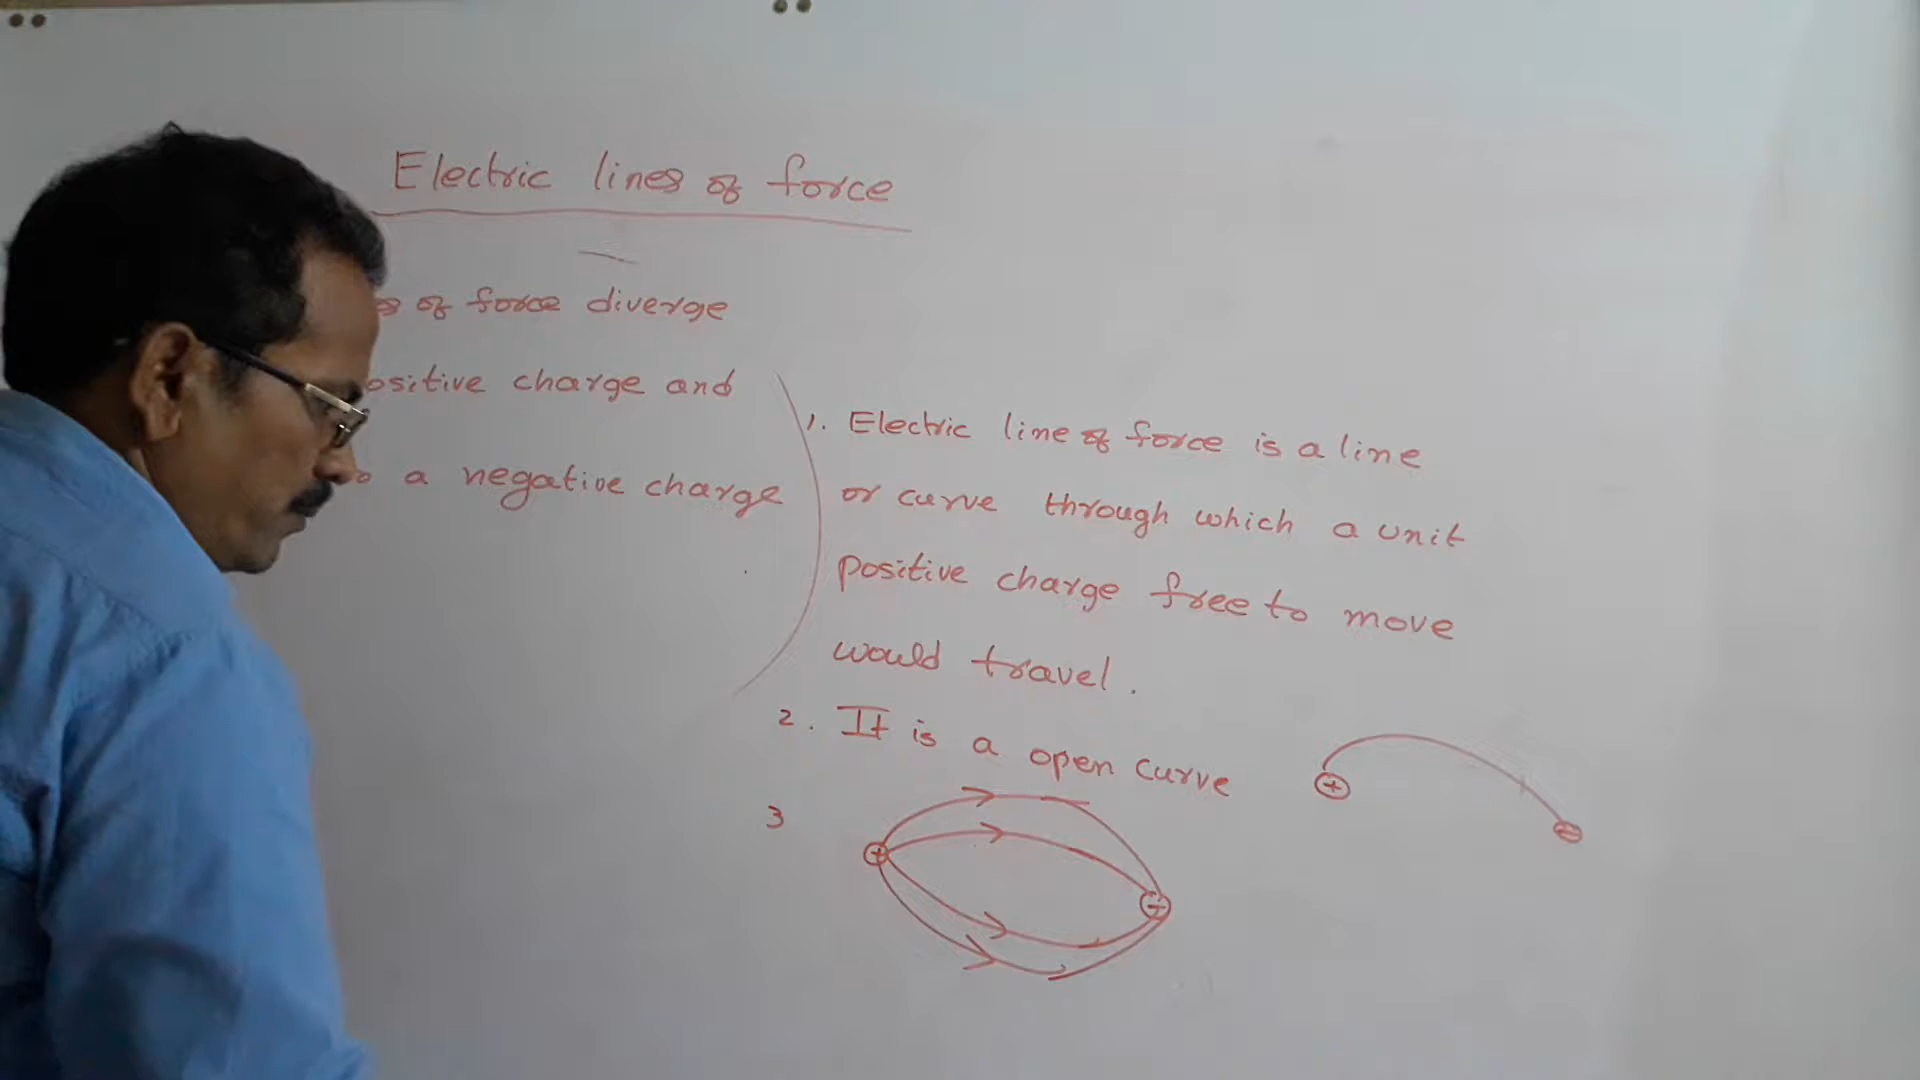 Electric lines of force
of force diverge
charge and
a negative charge
1. Electric line of force is a line
or curve through which a unit
positive charge free to move
would travel.
2. It is a open curve
+
-
3
+
-